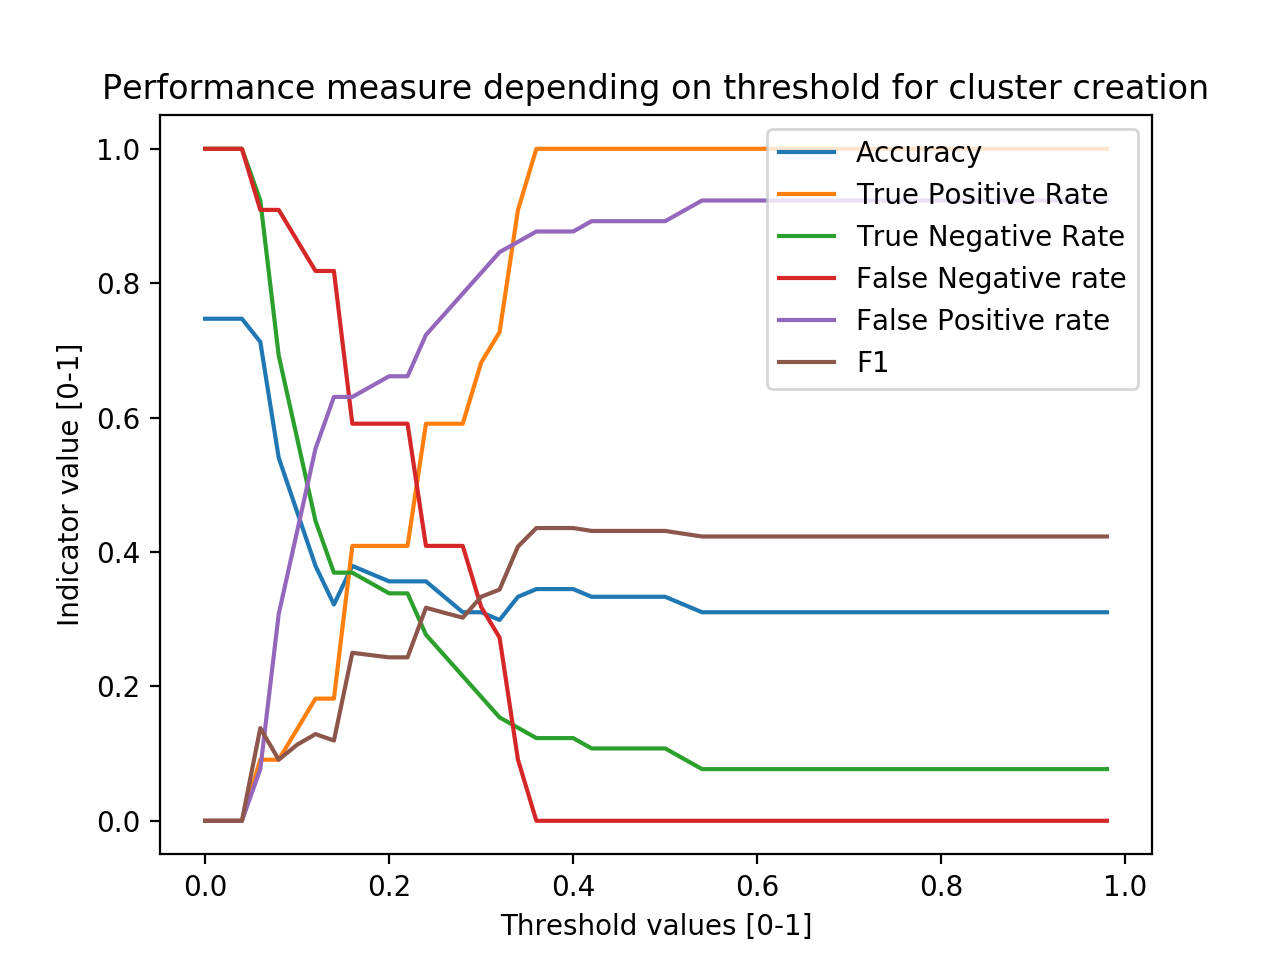 Performance measure depending on threshold for cluster creation
1.0
0.8
0.6
0.4
0.2
0.0
Indicator value [0-1]
Accuracy
True Positive Rate
True Negative Rate
False Negative rate
False Positive rate
F1
0.0 0.2 0.4 0.6 0.8 1.0
Threshold values [0-1]